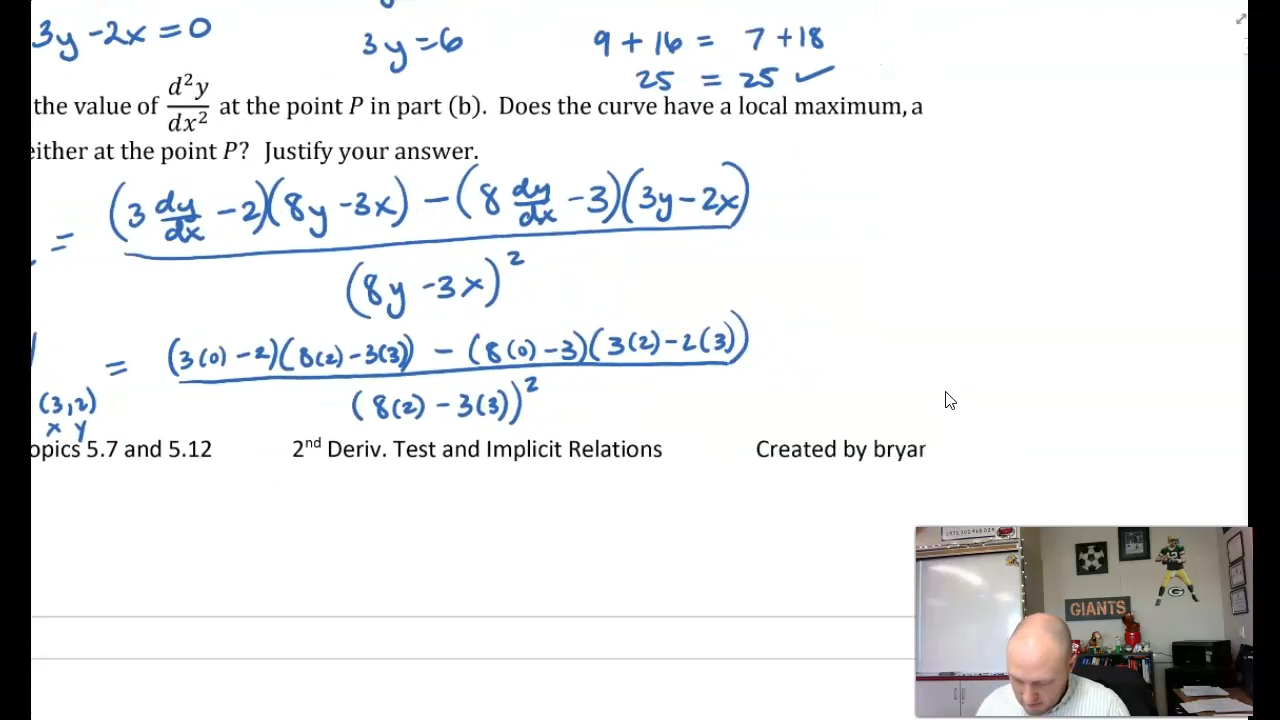 3y - 2x = 0
3y = 6
9 + 16 = 7 + 18
25 = 25 ✓
the value of d²y/dx² at the point P in part (b). Does the curve have a local maximum, a
either at the point P? Justify your answer.
= ((3 dy/dx - 2)(8y - 3x) - (8 dy/dx - 3)(3y - 2x)) / (8y - 3x)²
= ((3(0) - 2)(8(2) - 3(3)) - (8(0) - 3)(3(2) - 2(3))) / (8(2) - 3(3))²
(3,2)
x y
opics 5.7 and 5.12 2nd Deriv. Test and Implicit Relations Created by bryar
GIANTS